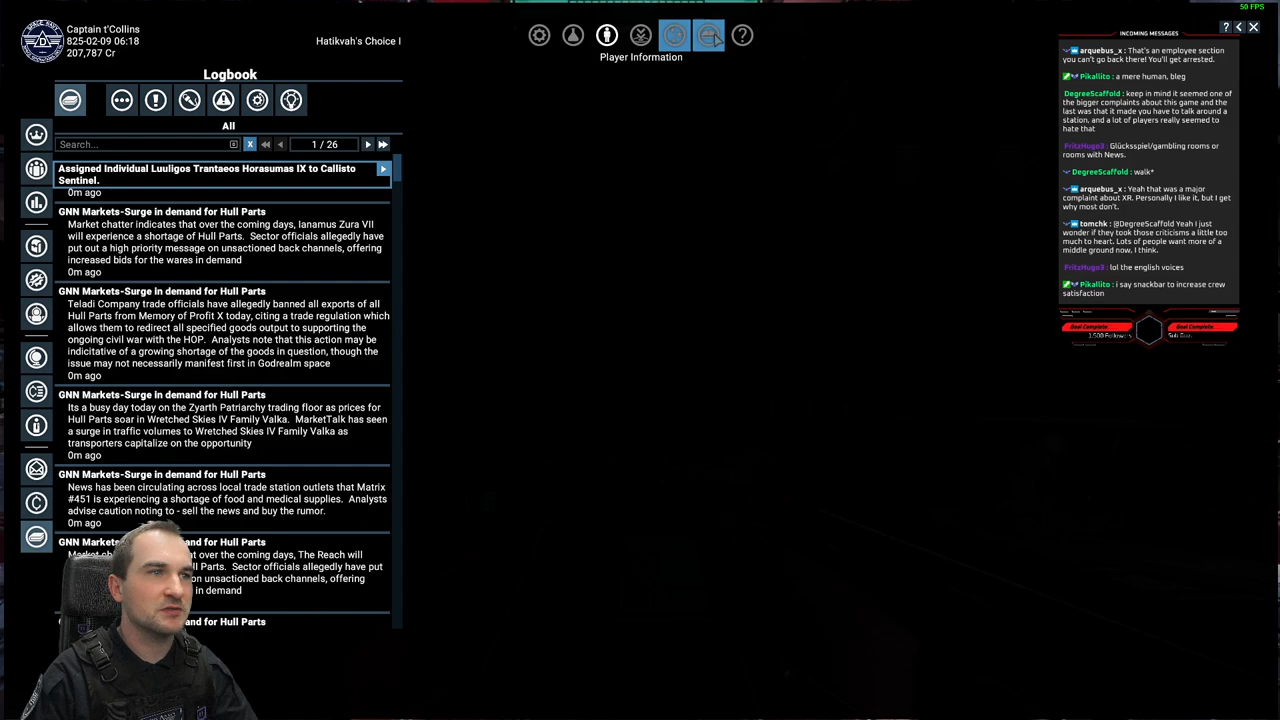 50 FPS
Captain t'Collins
825-02-09 06:18
207,787 Cr
Hatikvah's Choice I
Player Information
Logbook
All
Search...
X
1 / 26
Assigned Individual Luuligos Trantaeos Horasumas IX to Callisto
Sentinel.
0m ago
GNN Markets-Surge in demand for Hull Parts
Market chatter indicates that over the coming days, Ianamus Zura VII
will experience a shortage of Hull Parts. Sector officials allegedly have
put out a high priority message on unsactioned back channels, offering
increased bids for the wares in demand
0m ago
GNN Markets-Surge in demand for Hull Parts
Teladi Company trade officials have allegedly banned all exports of all
Hull Parts from Memory of Profit X today, citing a trade regulation which
allows them to redirect all specified goods output to supporting the
ongoing civil war with the HOP. Analysts note that this action may be
indicitative of a growing shortage of the goods in question, though the
issue may not necessarily manifest first in Godrealm space
0m ago
GNN Markets-Surge in demand for Hull Parts
Its a busy day today on the Zyarth Patriarchy trading floor as prices for
Hull Parts soar in Wretched Skies IV Family Valka. MarketTalk has seen
a surge in traffic volumes to Wretched Skies IV Family Valka as
transporters capitalize on the opportunity
0m ago
GNN Markets-Surge in demand for Hull Parts
News has been circulating across local trade station outlets that Matrix
#451 is experiencing a shortage of food and medical supplies. Analysts
advise caution noting to - sell the news and buy the rumor.
0m ago
GNN Markets-Surge in demand for Hull Parts
Market at over the coming days, The Reach will
ll Parts. Sector officials allegedly have put
on unsactioned back channels, offering
in demand
d for Hull Parts
INCOMING MESSAGES
arquebus_x : That's an employee section
you can't go back there! You'll get arrested.
Pikallito : a mere human, bleg
DegreeScaffold : keep in mind it seemed one of
the bigger complaints about this game and the
last was that it made you have to talk around a
station, and a lot of players really seemed to
hate that
FritzHugo3 : Glücksspiel/gambling rooms or
rooms with News.
DegreeScaffold : walk*
arquebus_x : Yeah that was a major
complaint about XR. Personally I like it, but I get
why most don't.
tomchk : @DegreeScaffold Yeah I just
wonder if they took those criticisms a little too
much to heart. Lots of people want more of a
middle ground now, I think.
FritzHugo3 : lol the english voices
Pikallito : i say snackbar to increase crew
satisfaction
Goal Complete:
1,500 Followers
Goal Complete:
Sub Goal